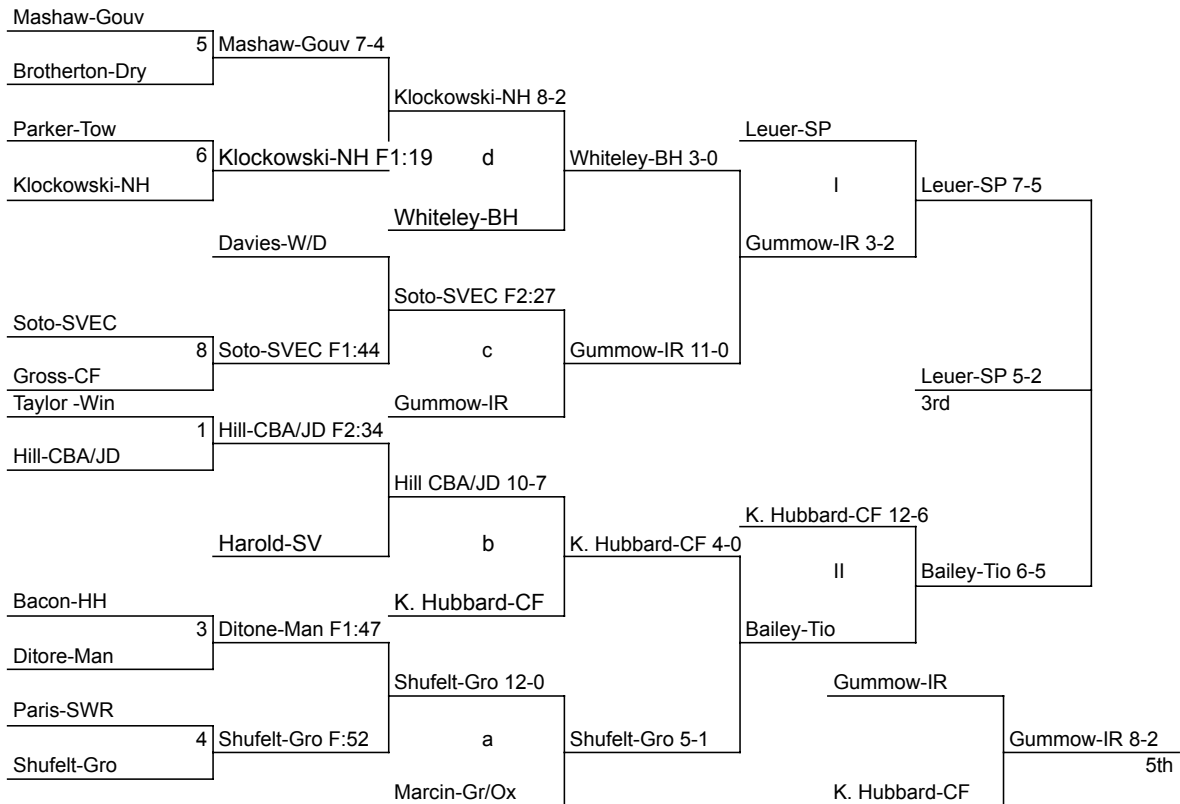 Mashaw-Gouv
5 Mashaw-Gouv 7-4
Brotherton-Dry
Klockowski-NH 8-2
Parker-Tow
Leuer-SP
6 Klockowski-NH F1:19
d
Whiteley-BH 3-0
Klockowski-NH
I
Leuer-SP 7-5
Whiteley-BH
Davies-W/D
Gummow-IR 3-2
Soto-SVEC F2:27
Soto-SVEC
8 Soto-SVEC F1:44
c
Gummow-IR 11-0
Gross-CF
Leuer-SP 5-2
3rd
Taylor -Win
Gummow-IR
1 Hill-CBA/JD F2:34
Hill-CBA/JD
Hill CBA/JD 10-7
K. Hubbard-CF 12-6
Harold-SV
b
K. Hubbard-CF 4-0
II
Bailey-Tio 6-5
Bacon-HH
K. Hubbard-CF
3 Ditone-Man F1:47
Bailey-Tio
Ditore-Man
Shufelt-Gro 12-0
Gummow-IR
Paris-SWR
4 Shufelt-Gro F:52
a
Shufelt-Gro 5-1
Gummow-IR 8-2
5th
Shufelt-Gro
Marcin-Gr/Ox
K. Hubbard-CF